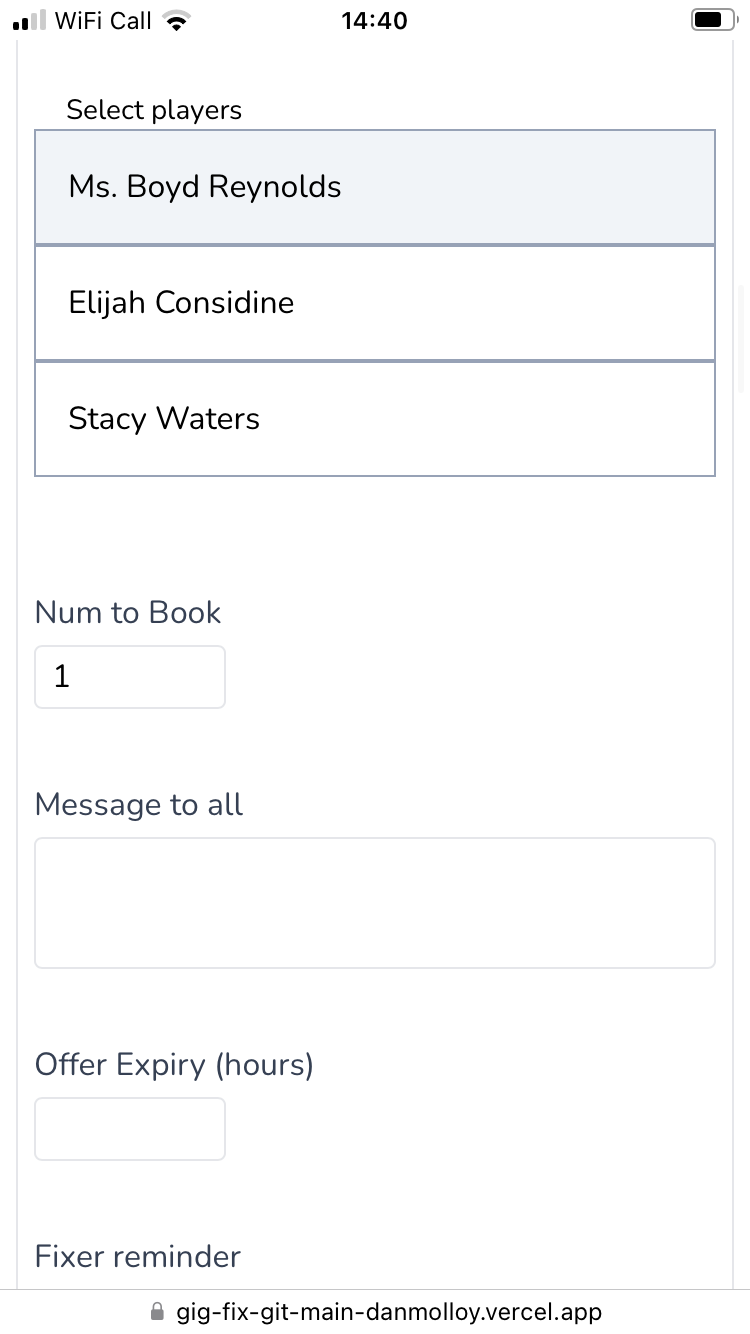 WiFi Call 14:40
Select players
Ms. Boyd Reynolds
Elijah Considine
Stacy Waters
Num to Book
1
Message to all
Offer Expiry (hours)
Fixer reminder
gig-fix-git-main-danmolloy.vercel.app